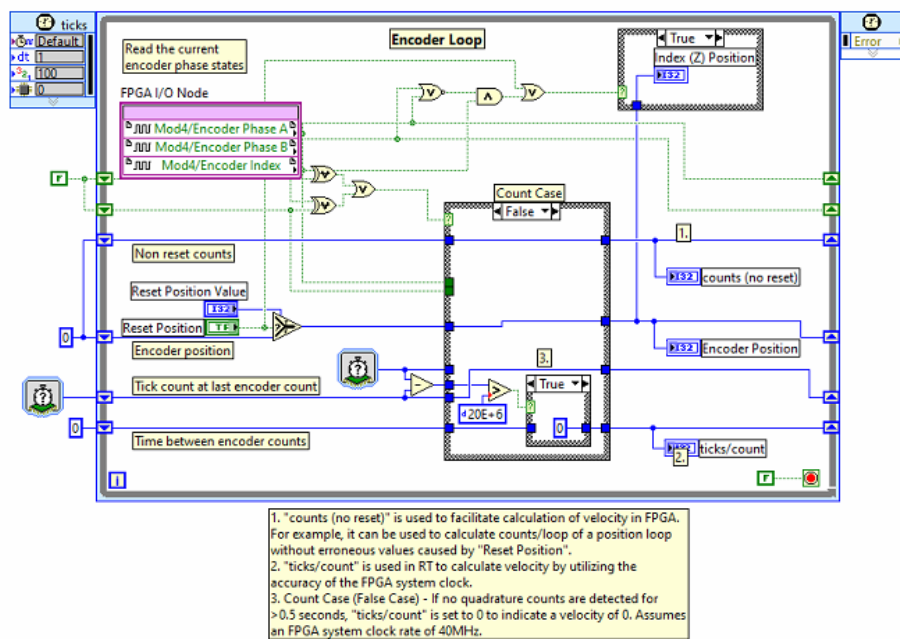 ticks
Default
dt 1
100
0
Read the current
encoder phase states
Encoder Loop
True
Index (Z) Position
I32
Error
FPGA I/O Node
Mod4/Encoder Phase A
Mod4/Encoder Phase B
Mod4/Encoder Index
F
Count Case
False
1.
Non reset counts
I32 counts (no reset)
Reset Position Value
I32
Reset Position TF
0
Encoder position
I32 Encoder Position
3.
Tick count at last encoder count
True
20E+6
0
0
Time between encoder counts
ticks/count
2.
i
F
1. "counts (no reset)" is used to facilitate calculation of velocity in FPGA.
For example, it can be used to calculate counts/loop of a position loop
without erroneous values caused by "Reset Position".
2. "ticks/count" is used in RT to calculate velocity by utilizing the
accuracy of the FPGA system clock.
3. Count Case (False Case) - If no quadrature counts are detected for
>0.5 seconds, "ticks/count" is set to 0 to indicate a velocity of 0. Assumes
an FPGA system clock rate of 40MHz.